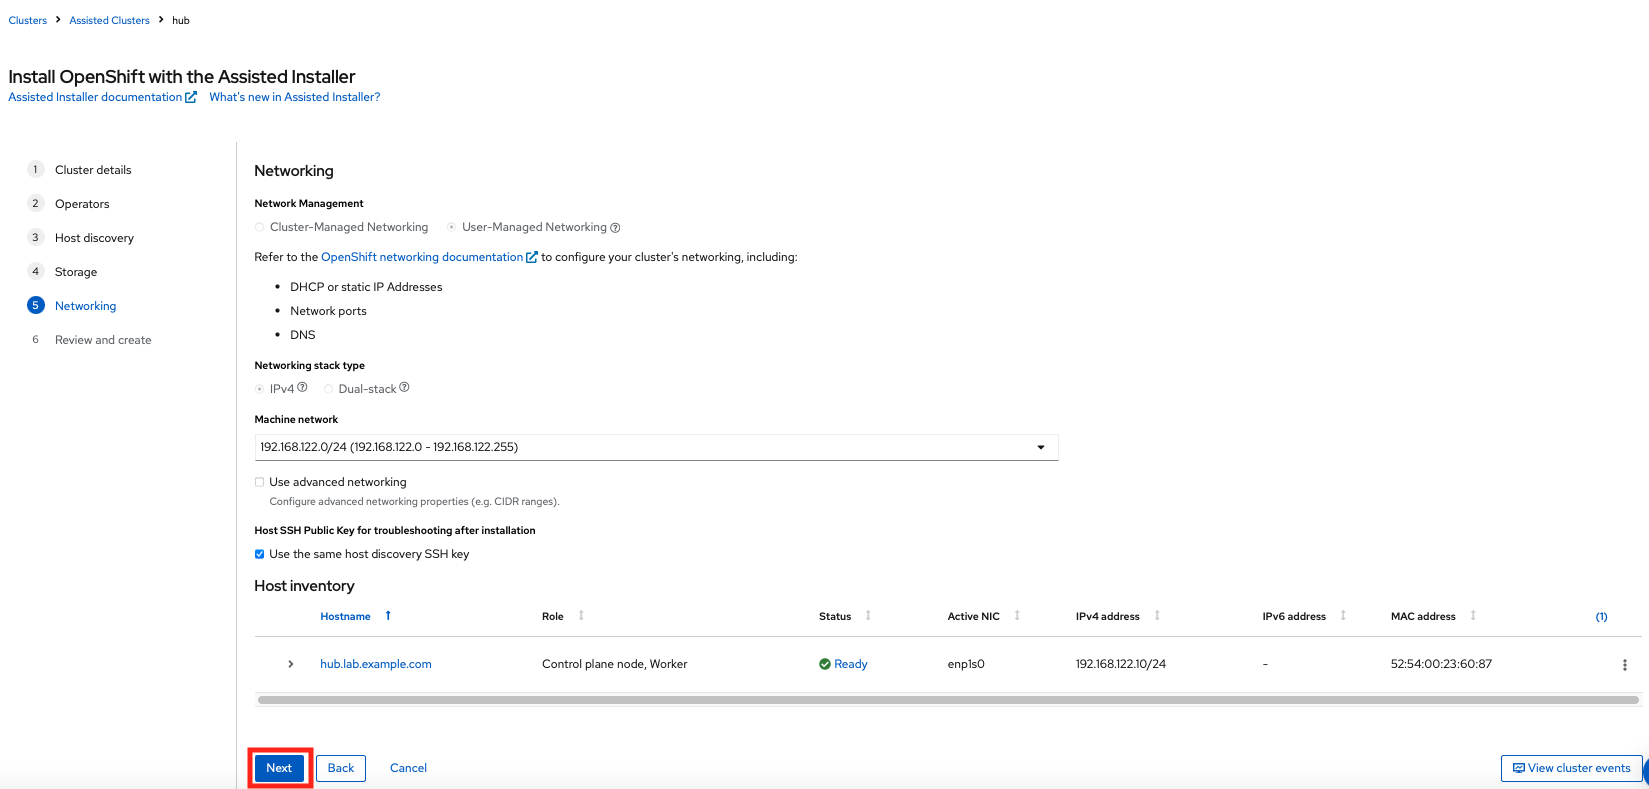 Clusters > Assisted Clusters > hub
Install OpenShift with the Assisted Installer
Assisted Installer documentation What's new in Assisted Installer?
1 Cluster details
2 Operators
3 Host discovery
4 Storage
5 Networking
6 Review and create
Networking
Network Management
Cluster-Managed Networking User-Managed Networking
Refer to the OpenShift networking documentation to configure your cluster's networking, including:
• DHCP or static IP Addresses
• Network ports
• DNS
Networking stack type
IPv4 Dual-stack
Machine network
192.168.122.0/24 (192.168.122.0 - 192.168.122.255)
Use advanced networking
Configure advanced networking properties (e.g. CIDR ranges).
Host SSH Public Key for troubleshooting after installation
Use the same host discovery SSH key
Host inventory
Hostname Role Status Active NIC IPv4 address IPv6 address MAC address (1)
hub.lab.example.com Control plane node, Worker Ready enp1s0 192.168.122.10/24 - 52:54:00:23:60:87
Next Back Cancel View cluster events